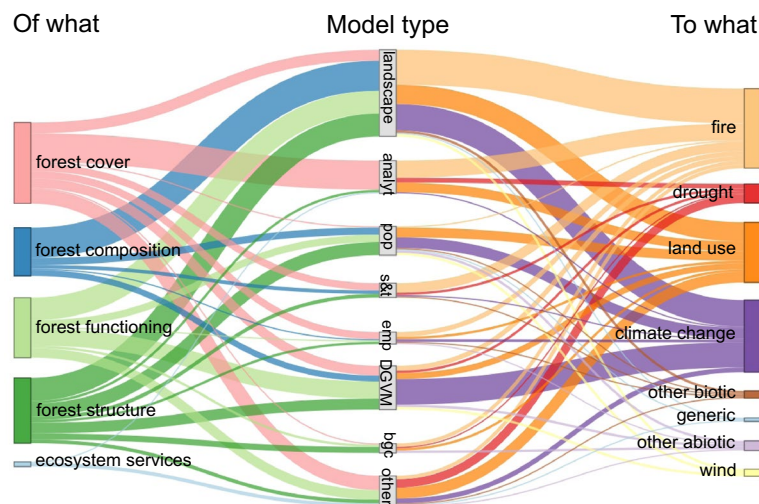 Of what
Model type
To what
forest cover
forest composition
forest functioning
forest structure
ecosystem services
landscape
analyt
pop
s&t
emp
DGVM
bgc
other
fire
drought
land use
climate change
other biotic
generic
other abiotic
wind